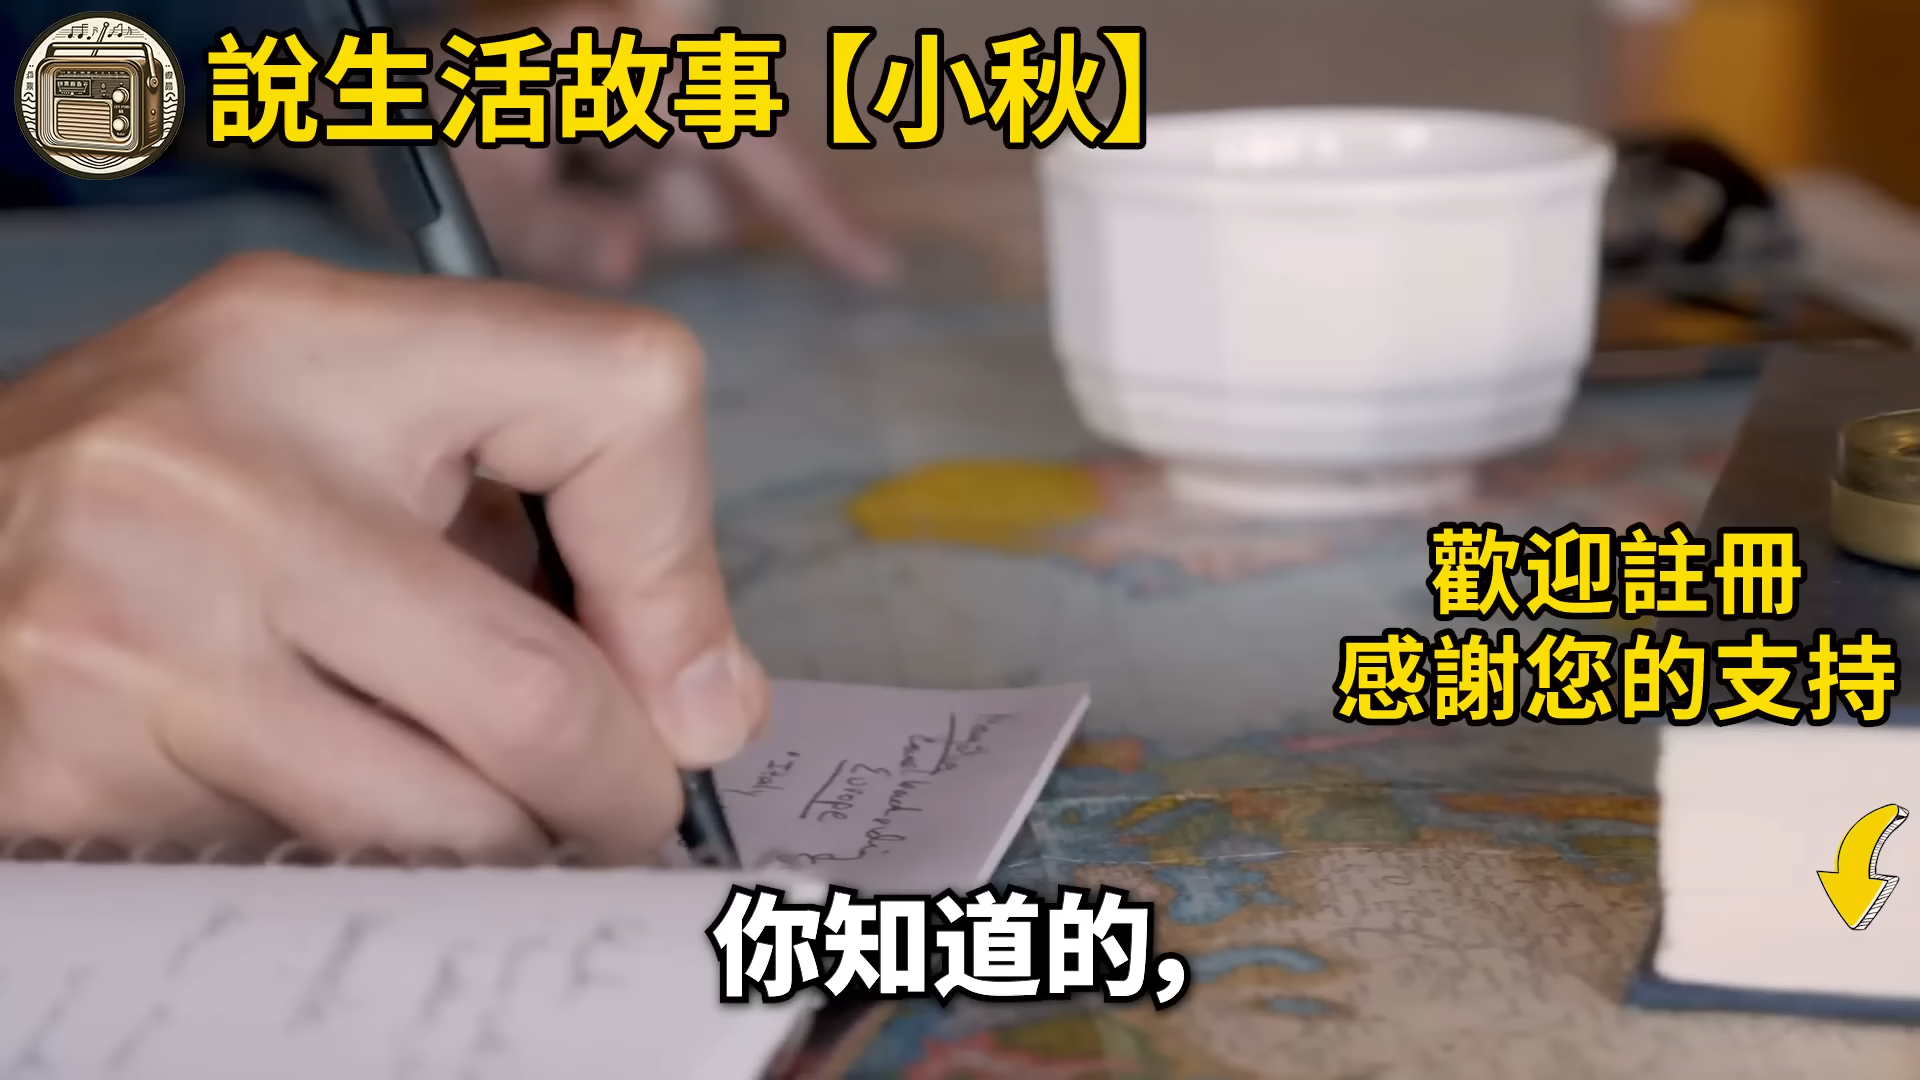 說生活故事【小秋】
歡迎註冊
感謝您的支持
Europe
•Italy
你知道的,